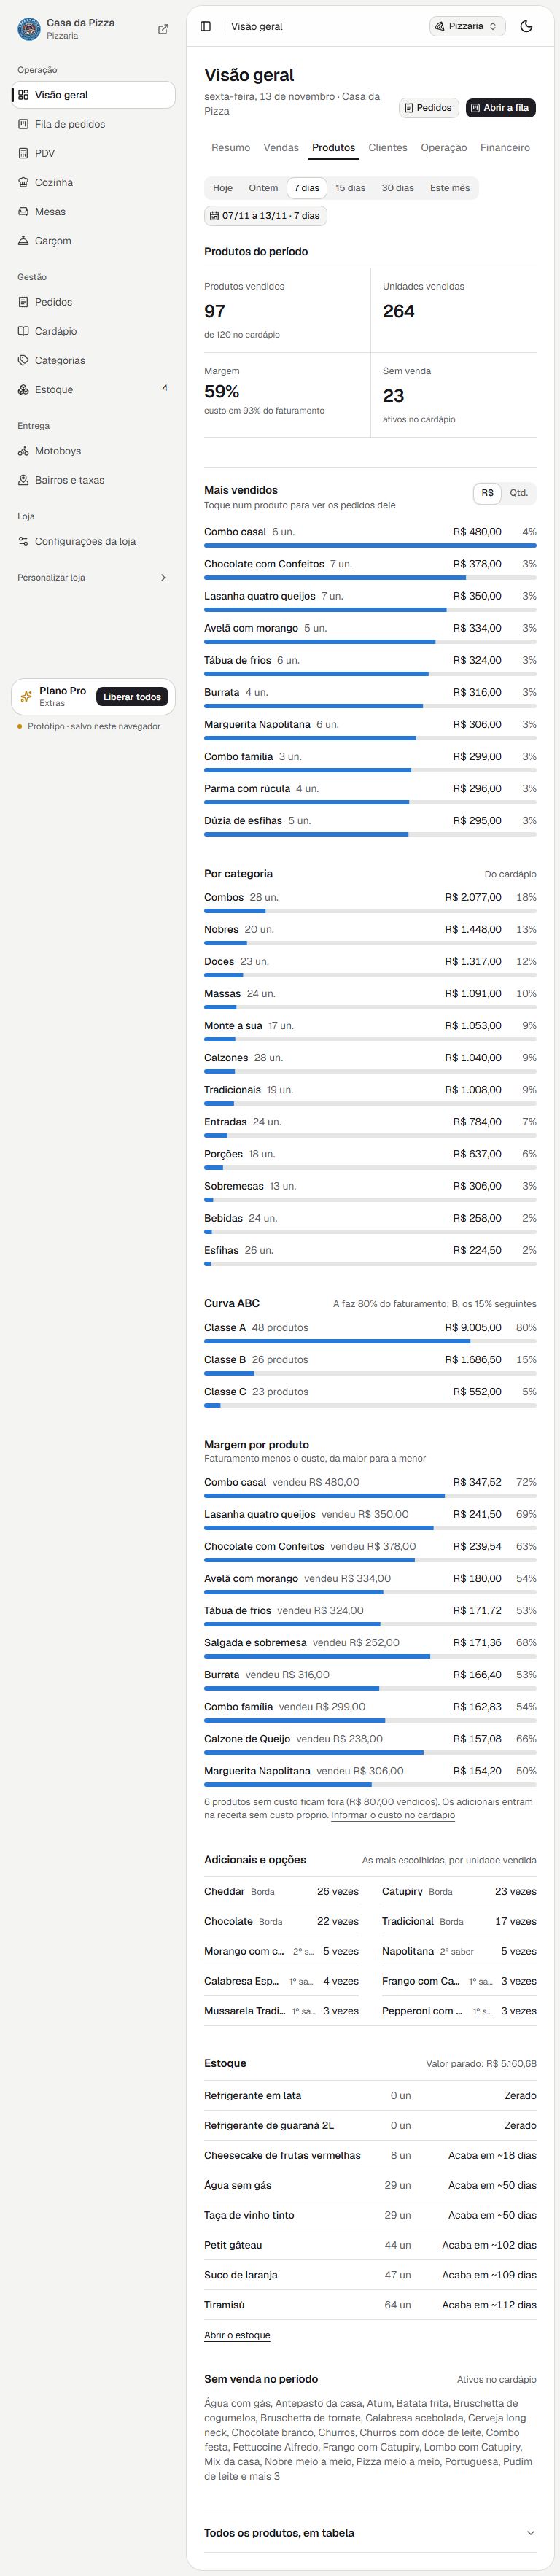 Casa da Pizza
Pizzaria
Operação
Visão geral
Fila de pedidos
PDV
Cozinha
Mesas
Garçom
Gestão
Pedidos
Cardápio
Categorias
Estoque 4
Entrega
Motoboys
Bairros e taxas
Loja
Configurações da loja
Personalizar loja
Plano Pro
Extras
Liberar todos
Protótipo · salvo neste navegador
Visão geral
Pizzaria
Visão geral
sexta-feira, 13 de novembro · Casa da
Pizza
Pedidos
Abrir a fila
Resumo Vendas Produtos Clientes Operação Financeiro
Hoje Ontem 7 dias 15 dias 30 dias Este mês
07/11 a 13/11 · 7 dias
Produtos do período
Produtos vendidos
97
de 120 no cardápio
Unidades vendidas
264
Margem
59%
custo em 93% do faturamento
Sem venda
23
ativos no cardápio
Mais vendidos
Toque num produto para ver os pedidos dele
R$ Qtd.
Combo casal 6 un. R$ 480,00 4%
Chocolate com Confeitos 7 un. R$ 378,00 3%
Lasanha quatro queijos 7 un. R$ 350,00 3%
Avelã com morango 5 un. R$ 334,00 3%
Tábua de frios 6 un. R$ 324,00 3%
Burrata 4 un. R$ 316,00 3%
Marguerita Napolitana 6 un. R$ 306,00 3%
Combo família 3 un. R$ 299,00 3%
Parma com rúcula 4 un. R$ 296,00 3%
Dúzia de esfihas 5 un. R$ 295,00 3%
Por categoria Do cardápio
Combos 28 un. R$ 2.077,00 18%
Nobres 20 un. R$ 1.448,00 13%
Doces 23 un. R$ 1.317,00 12%
Massas 24 un. R$ 1.091,00 10%
Monte a sua 17 un. R$ 1.053,00 9%
Calzones 28 un. R$ 1.040,00 9%
Tradicionais 19 un. R$ 1.008,00 9%
Entradas 24 un. R$ 784,00 7%
Porções 18 un. R$ 637,00 6%
Sobremesas 13 un. R$ 306,00 3%
Bebidas 24 un. R$ 258,00 2%
Esfihas 26 un. R$ 224,50 2%
Curva ABC A faz 80% do faturamento; B, os 15% seguintes
Classe A 48 produtos R$ 9.005,00 80%
Classe B 26 produtos R$ 1.686,50 15%
Classe C 23 produtos R$ 552,00 5%
Margem por produto
Faturamento menos o custo, da maior para a menor
Combo casal vendeu R$ 480,00 R$ 347,52 72%
Lasanha quatro queijos vendeu R$ 350,00 R$ 241,50 69%
Chocolate com Confeitos vendeu R$ 378,00 R$ 239,54 63%
Avelã com morango vendeu R$ 334,00 R$ 180,00 54%
Tábua de frios vendeu R$ 324,00 R$ 171,72 53%
Salgada e sobremesa vendeu R$ 252,00 R$ 171,36 68%
Burrata vendeu R$ 316,00 R$ 166,40 53%
Combo família vendeu R$ 299,00 R$ 162,83 54%
Calzone de Queijo vendeu R$ 238,00 R$ 157,08 66%
Marguerita Napolitana vendeu R$ 306,00 R$ 154,20 50%
6 produtos sem custo ficam fora (R$ 807,00 vendidos). Os adicionais entram
na receita sem custo próprio. Informar o custo no cardápio
Adicionais e opções As mais escolhidas, por unidade vendida
Cheddar Borda 26 vezes Catupiry Borda 23 vezes
Chocolate Borda 22 vezes Tradicional Borda 17 vezes
Morango com c... 2º s... 5 vezes Napolitana 2º sabor 5 vezes
Calabresa Esp... 1º sa... 4 vezes Frango com Ca... 1º sa... 3 vezes
Mussarela Tradi... 1º sa... 3 vezes Pepperoni com ... 1º s... 3 vezes
Estoque Valor parado: R$ 5.160,68
Refrigerante em lata 0 un Zerado
Refrigerante de guaraná 2L 0 un Zerado
Cheesecake de frutas vermelhas 8 un Acaba em ~18 dias
Água sem gás 29 un Acaba em ~50 dias
Taça de vinho tinto 29 un Acaba em ~50 dias
Petit gâteau 44 un Acaba em ~102 dias
Suco de laranja 47 un Acaba em ~109 dias
Tiramisù 64 un Acaba em ~112 dias
Abrir o estoque
Sem venda no período Ativos no cardápio
Água com gás, Antepasto da casa, Atum, Batata frita, Bruschetta de
cogumelos, Bruschetta de tomate, Calabresa acebolada, Cerveja long
neck, Chocolate branco, Churros, Churros com doce de leite, Combo
festa, Fettuccine Alfredo, Frango com Catupiry, Lombo com Catupiry,
Mix da casa, Nobre meio a meio, Pizza meio a meio, Portuguesa, Pudim
de leite e mais 3
Todos os produtos, em tabela